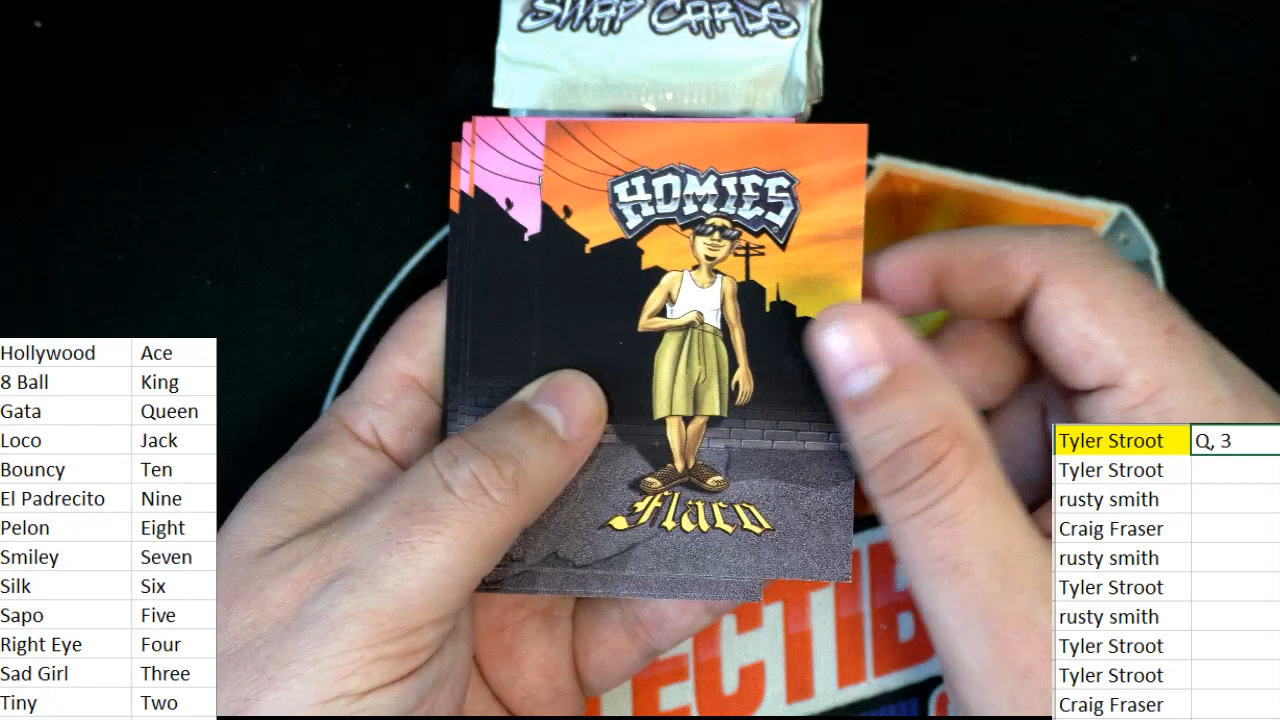 SWAP CARDS
HOMIES
Flaco
Hollywood Ace
8 Ball King
Gata Queen
Loco Jack
Bouncy Ten
El Padrecito Nine
Pelon Eight
Smiley Seven
Silk Six
Sapo Five
Right Eye Four
Sad Girl Three
Tiny Two
Tyler Stroot Q, 3
Tyler Stroot
rusty smith
Craig Fraser
rusty smith
Tyler Stroot
rusty smith
Tyler Stroot
Tyler Stroot
Craig Fraser